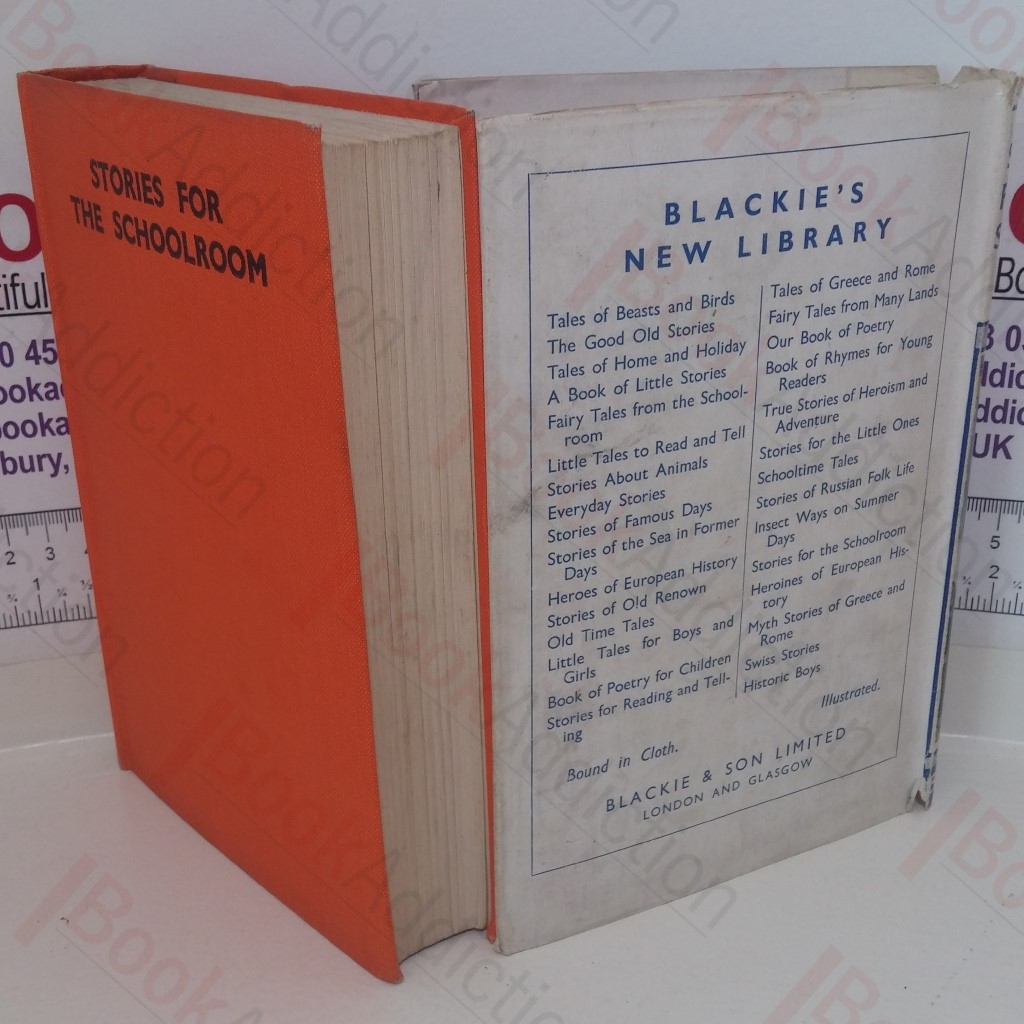 STORIES FOR
THE SCHOOLROOM
BLACKIE'S
NEW LIBRARY
Tales of Beasts and Birds
The Good Old Stories
Tales of Home and Holiday
A Book of Little Stories
Fairy Tales from the School-
room
Little Tales to Read and Tell
Stories About Animals
Everyday Stories
Stories of Famous Days
Stories of the Sea in Former
Days
Heroes of European History
Stories of Old Renown
Old Time Tales
Little Tales for Boys and
Girls
Book of Poetry for Children
Stories for Reading and Tell-
ing
Tales of Greece and Rome
Fairy Tales from Many Lands
Our Book of Poetry
Book of Rhymes for Young
Readers
True Stories of Heroism and
Adventure
Stories for the Little Ones
Schooltime Tales
Stories of Russian Folk Life
Insect Ways on Summer
Days
Stories for the Schoolroom
Heroines of European His-
tory
Myth Stories of Greece and
Rome
Swiss Stories
Historic Boys
Illustrated.
Bound in Cloth.
BLACKIE & SON LIMITED
LONDON AND GLASGOW
UK
2 3
1
5
2
BookAddiction